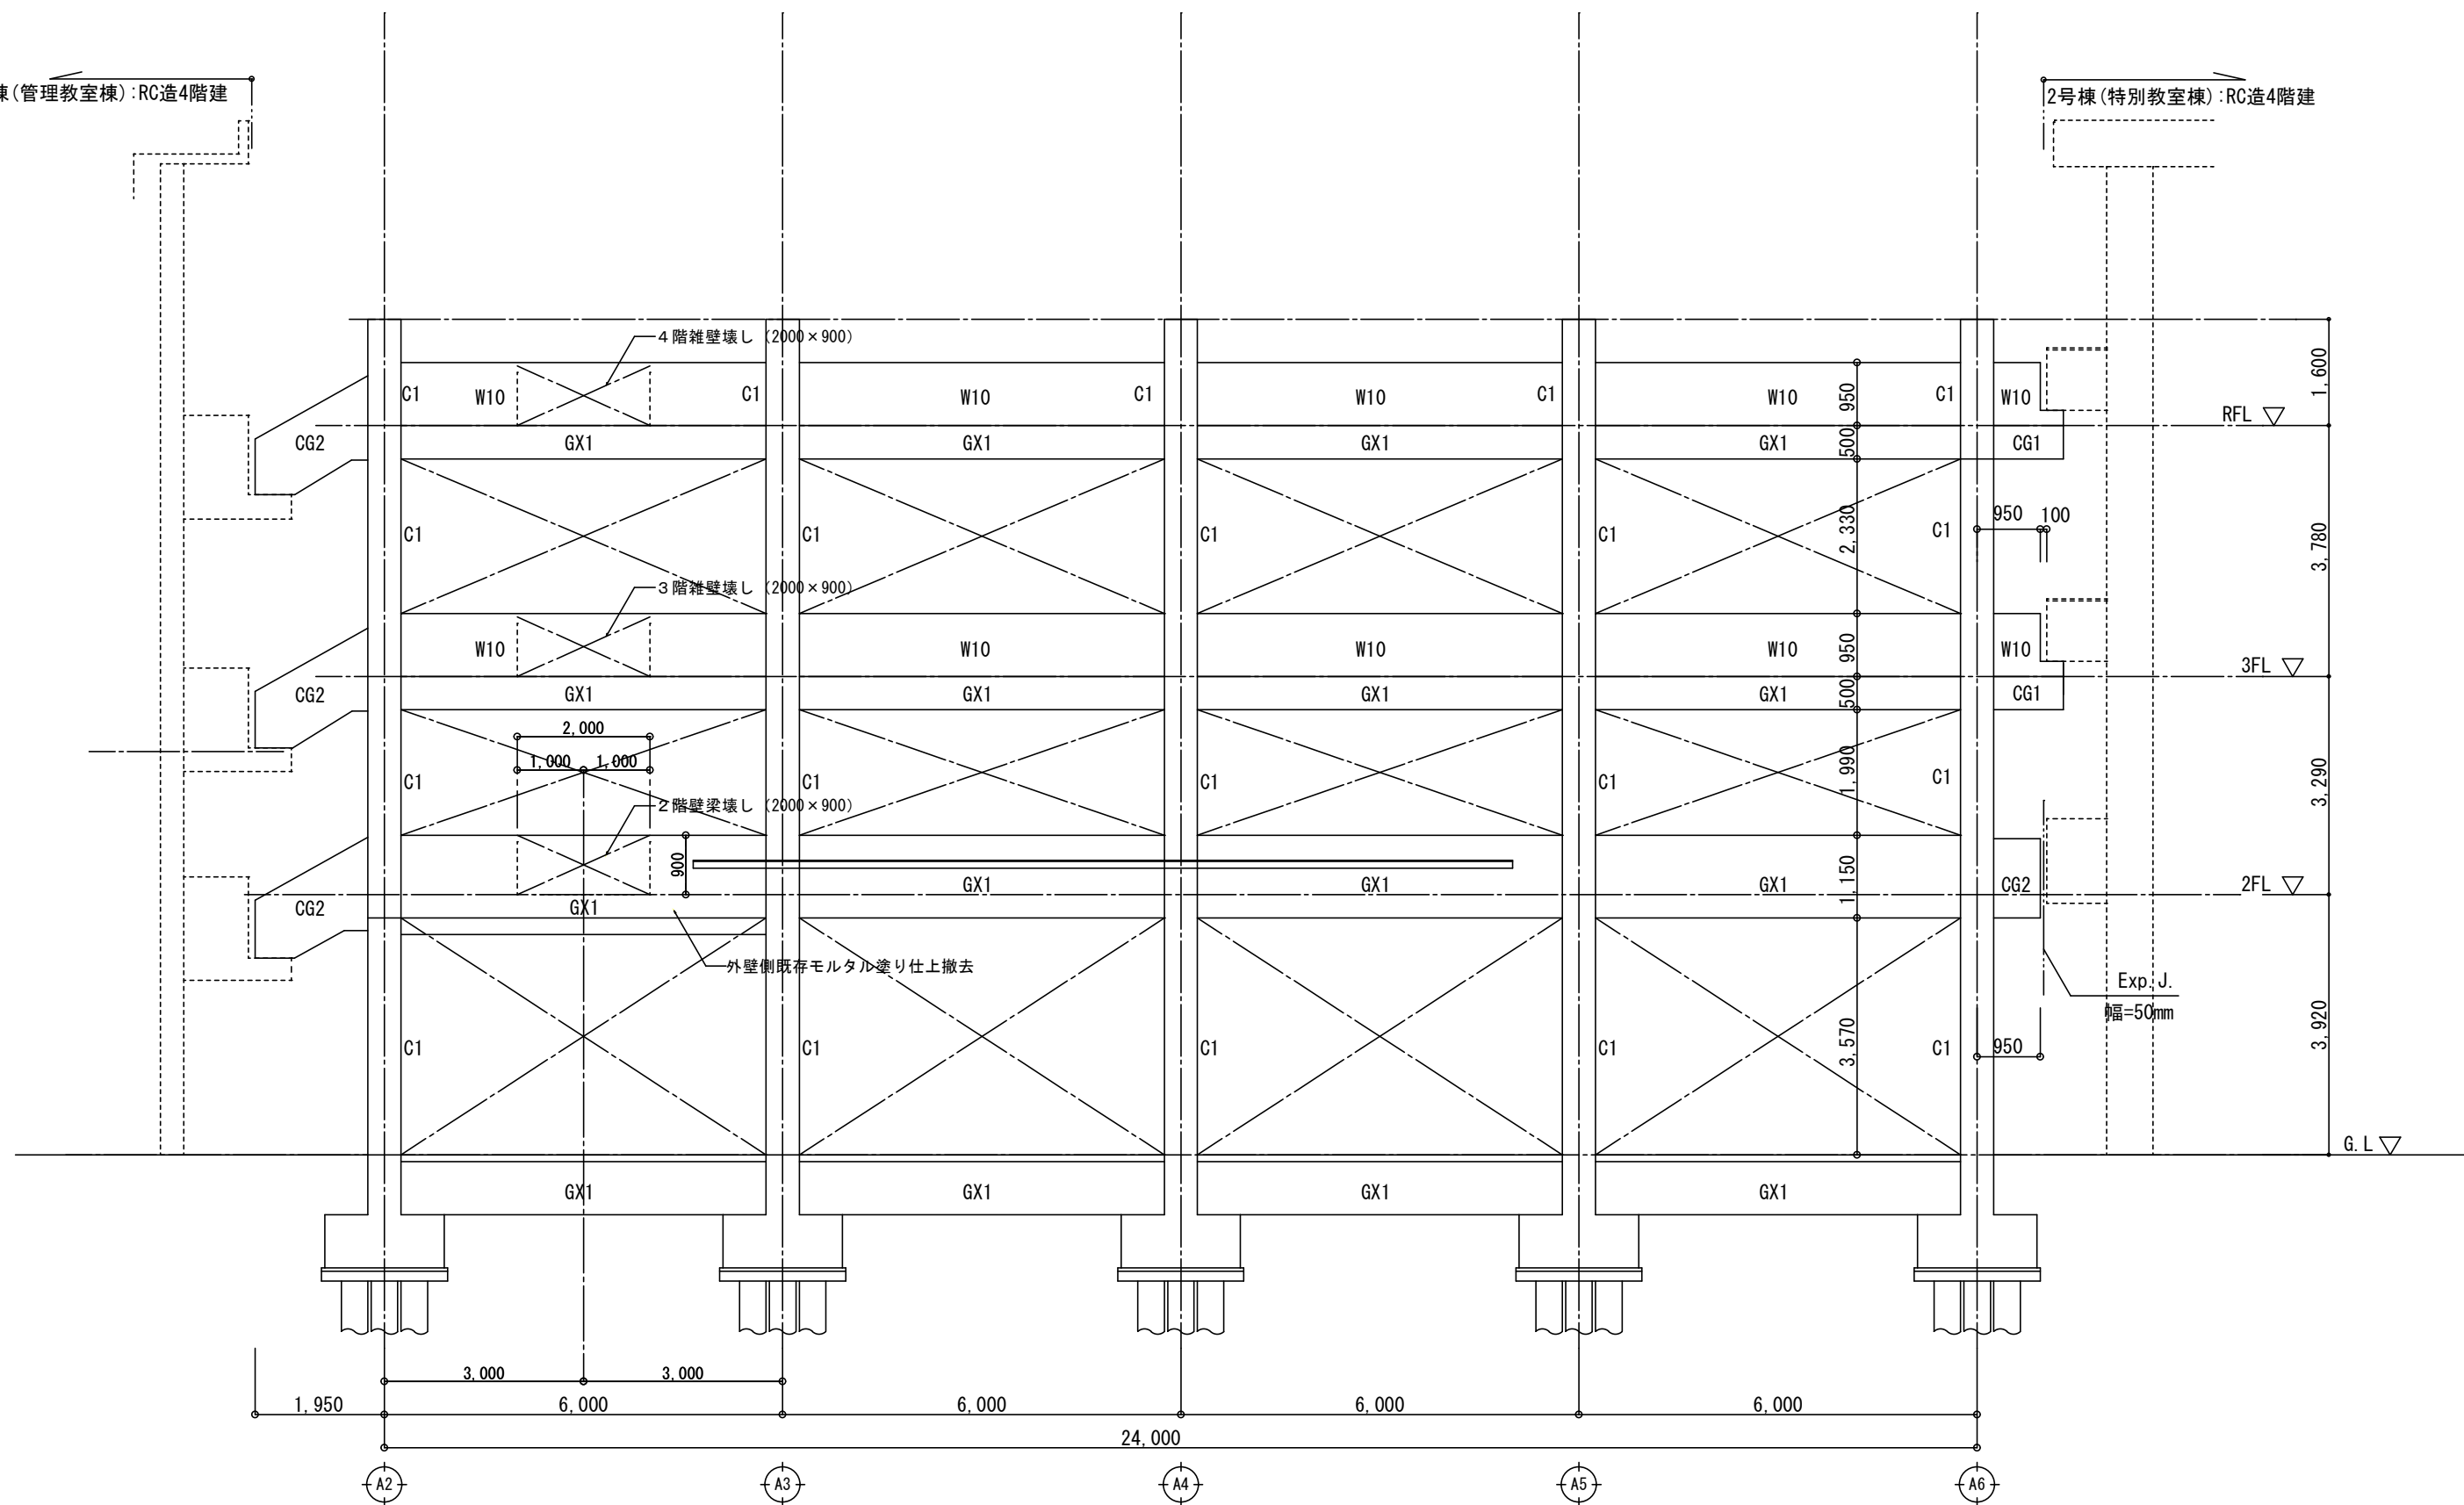 棟(管理教室棟):RC造4階建
2号棟(特別教室棟):RC造4階建
4階雑壁壊し (2000×900)
1,600
C1 W10 C1 W10 C1 W10 C1 W10 950 C1 W10
RFL
CG2 GX1 GX1 GX1 GX1 500 CG1
950 100
C1 C1 C1 C1 2,330 C1 3,780
3階雑壁壊し (2000×900)
W10 W10 W10 W10 950 W10
3FL
CG2 GX1 GX1 GX1 GX1 500 CG1
2,000
1,000 1,000
C1 C1 C1 C1 1,990 C1 3,290
2階壁梁壊し (2000×900)
900
1,150
GX1 GX1 GX1 CG2 2FL
CG2 GX1
外壁側既存モルタル塗り仕上撤去
Exp.J.
幅=50mm
C1 C1 C1 C1 3,570 C1 950 3,920
G.L
GX1 GX1 GX1 GX1
3,000 3,000
1,950 6,000 6,000 6,000 6,000
24,000
A2 A3 A4 A5 A6